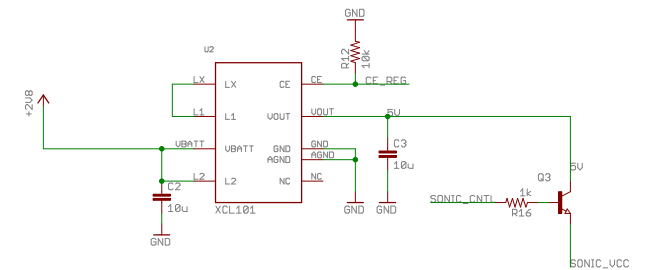 GND
U2
R12
10k
LX
LX
CE
CE
CE_REG
+2V8
L1
L1
VOUT
VOUT
5V
VBATT
VBATT
GND
GND
C3
AGND
AGND
10u
5V
Q3
L2
L2
NC
NC
C2
10u
SONIC_CNTL
1k
R16
XCL101
GND
GND
GND
SONIC_VCC